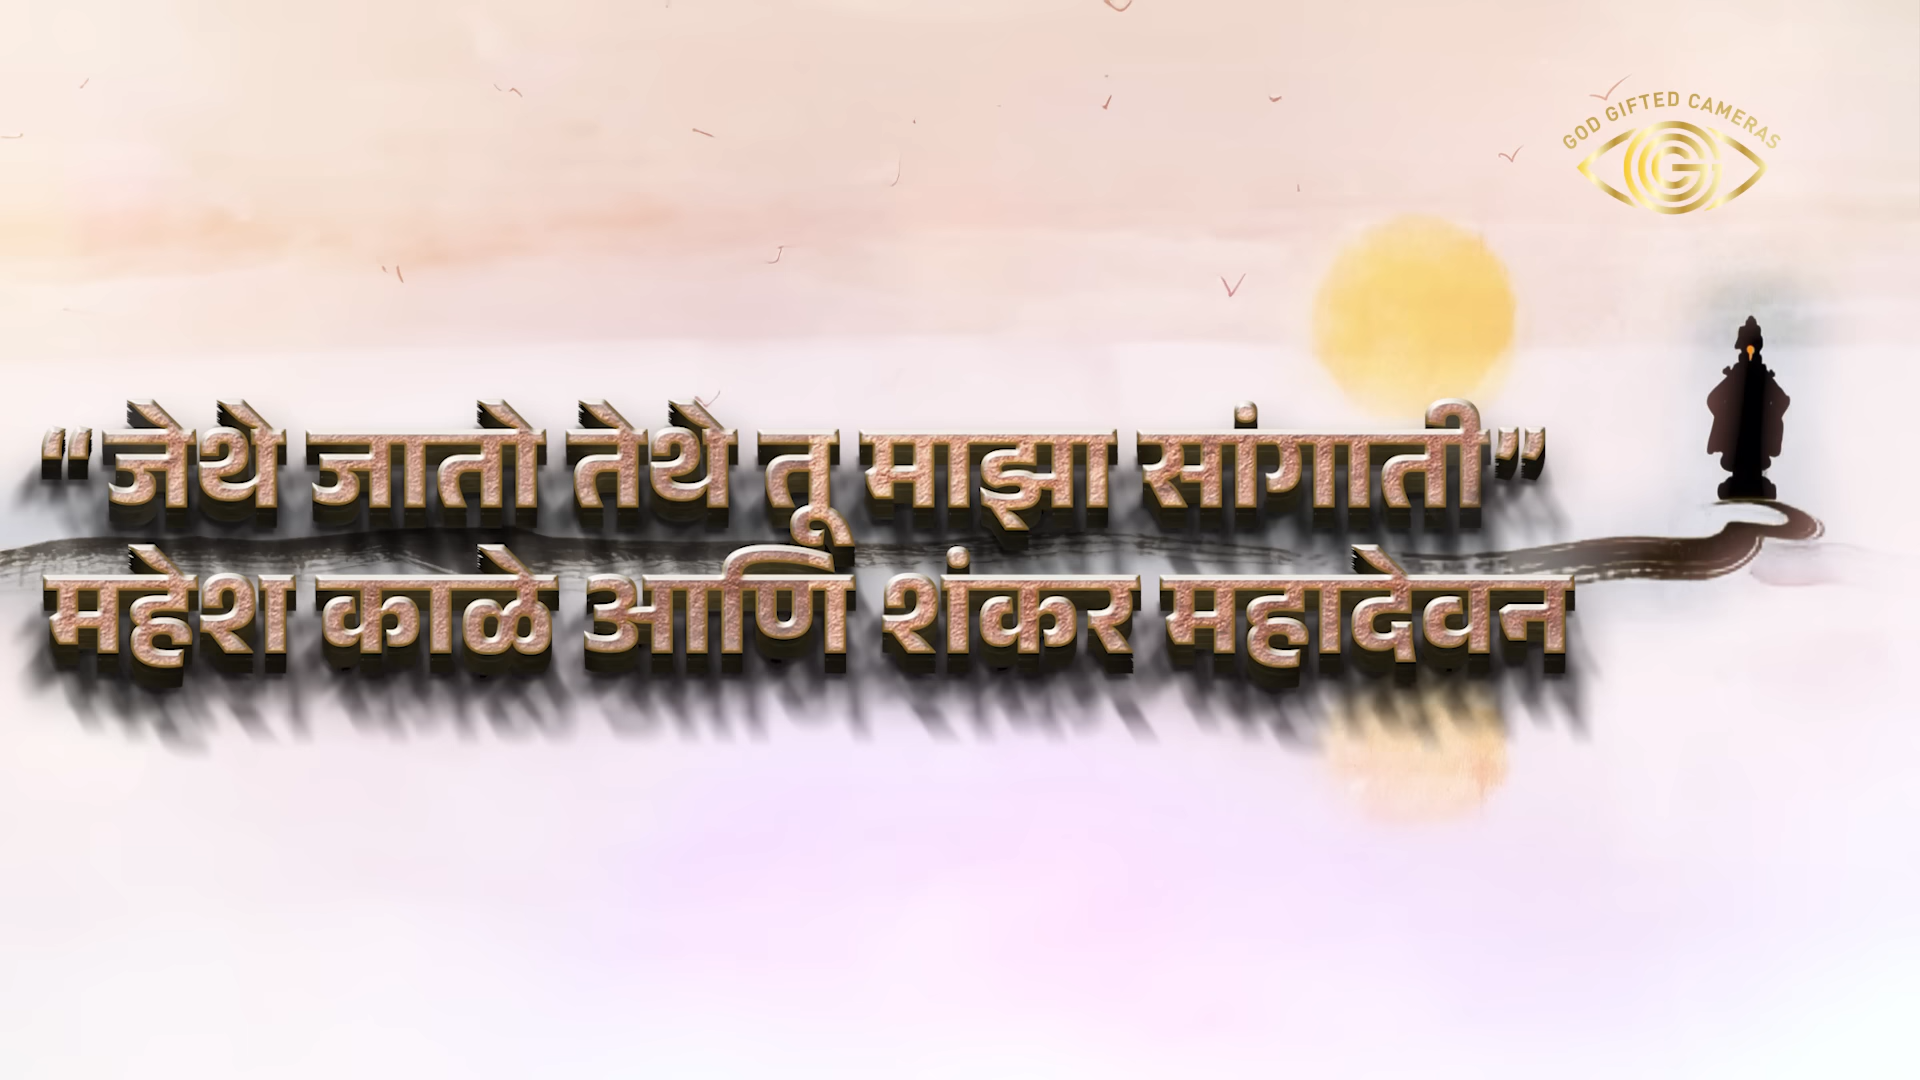 GOD GIFTED CAMERAS
“जेथे जातो तेथे तू माझा सांगाती”
महेश काळे आणि शंकर महादेवन